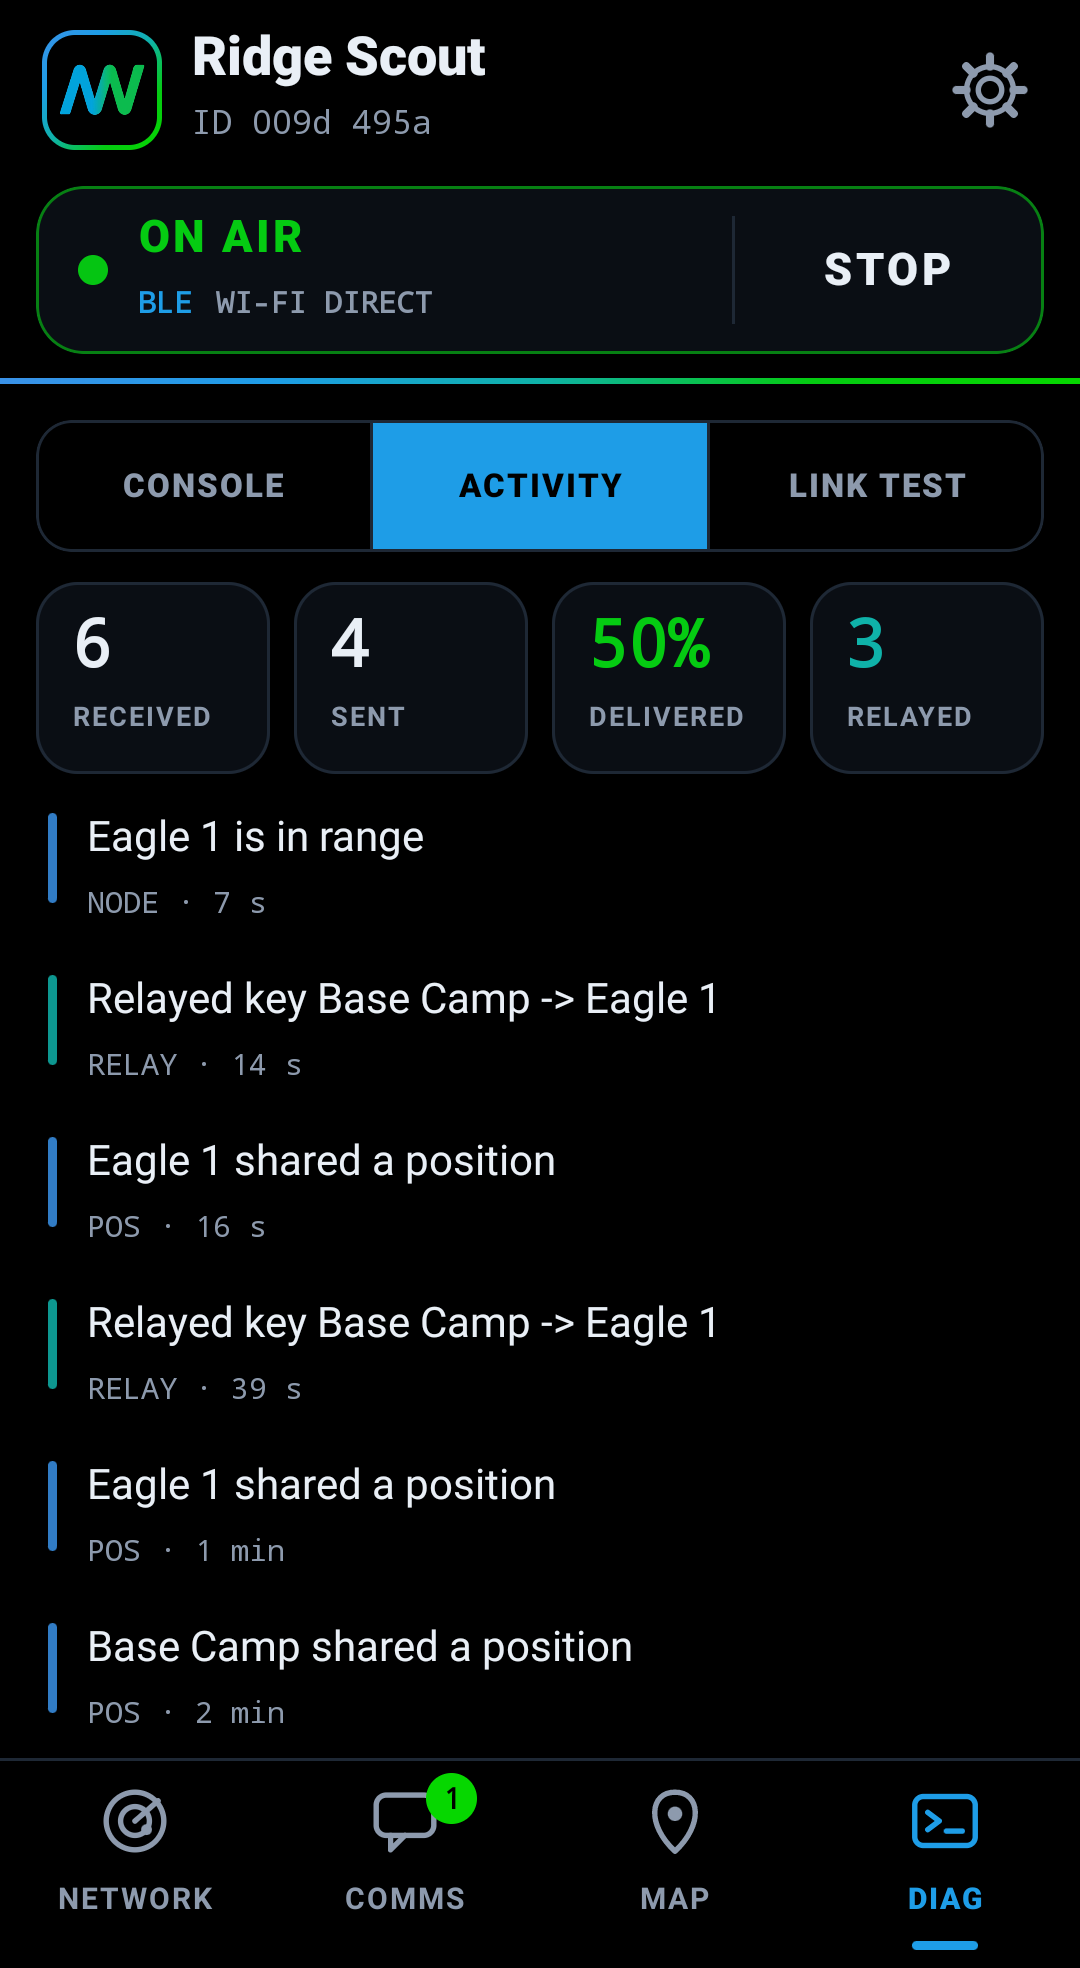 Ridge Scout
ID 009d 495a
ON AIR
BLE WI-FI DIRECT
STOP
CONSOLE
ACTIVITY
LINK TEST
6
RECEIVED
4
SENT
50%
DELIVERED
3
RELAYED
Eagle 1 is in range
NODE · 7 s
Relayed key Base Camp -> Eagle 1
RELAY · 14 s
Eagle 1 shared a position
POS · 16 s
Relayed key Base Camp -> Eagle 1
RELAY · 39 s
Eagle 1 shared a position
POS · 1 min
Base Camp shared a position
POS · 2 min
1
NETWORK
COMMS
MAP
DIAG